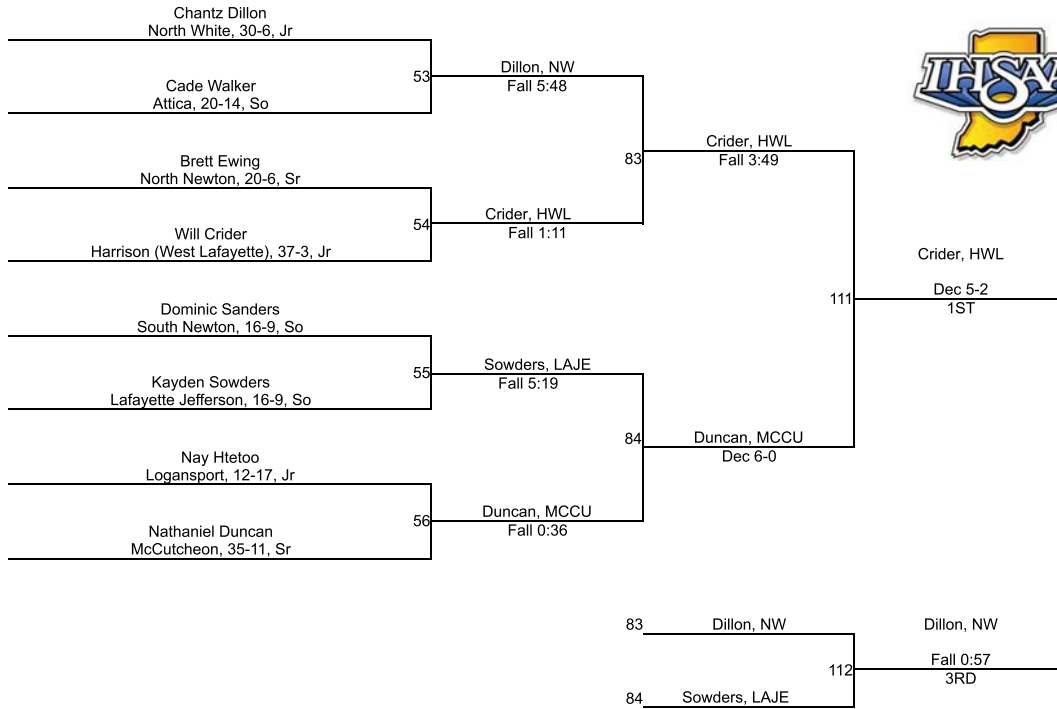 Chantz Dillon
North White, 30-6, Jr
53
Cade Walker
Attica, 20-14, So
Dillon, NW
Fall 5:48
Brett Ewing
North Newton, 20-6, Sr
54
Will Crider
Harrison (West Lafayette), 37-3, Jr
Crider, HWL
Fall 1:11
83
Crider, HWL
Fall 3:49
IHSAA
Dominic Sanders
South Newton, 16-9, So
55
Kayden Sowders
Lafayette Jefferson, 16-9, So
Sowders, LAJE
Fall 5:19
Nay Htetoo
Logansport, 12-17, Jr
56
Nathaniel Duncan
McCutcheon, 35-11, Sr
Duncan, MCCU
Fall 0:36
84
Duncan, MCCU
Dec 6-0
111
Crider, HWL
Dec 5-2
1ST
83
Dillon, NW
84
Sowders, LAJE
112
Dillon, NW
Fall 0:57
3RD